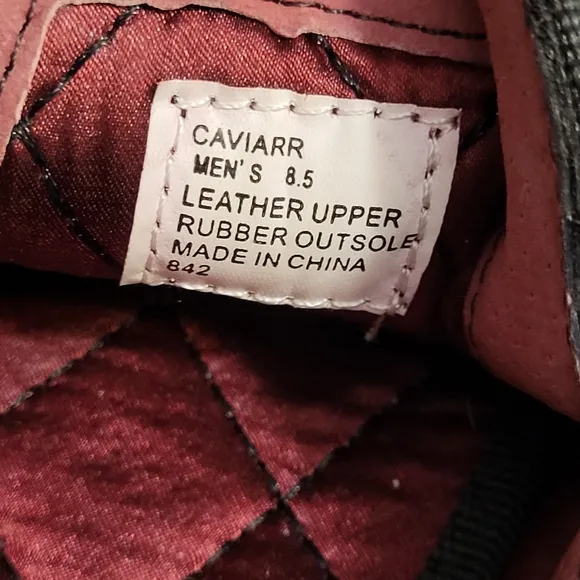 CAVIARR
MEN'S 8.5
LEATHER UPPER
RUBBER OUTSOLE
MADE IN CHINA
842